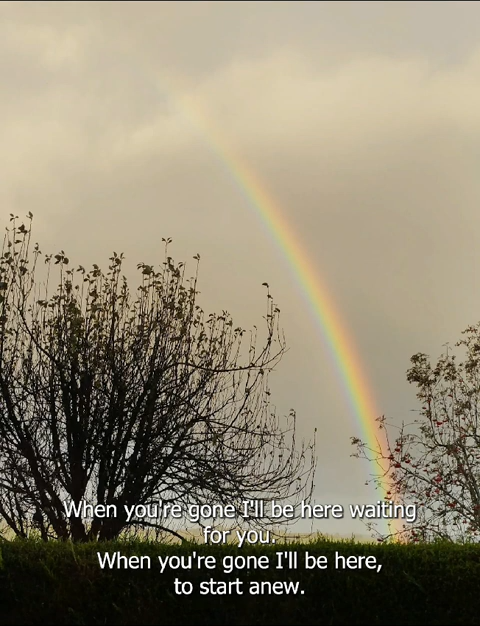 When you're gone I'll be here waiting
for you.
When you're gone I'll be here,
to start anew.